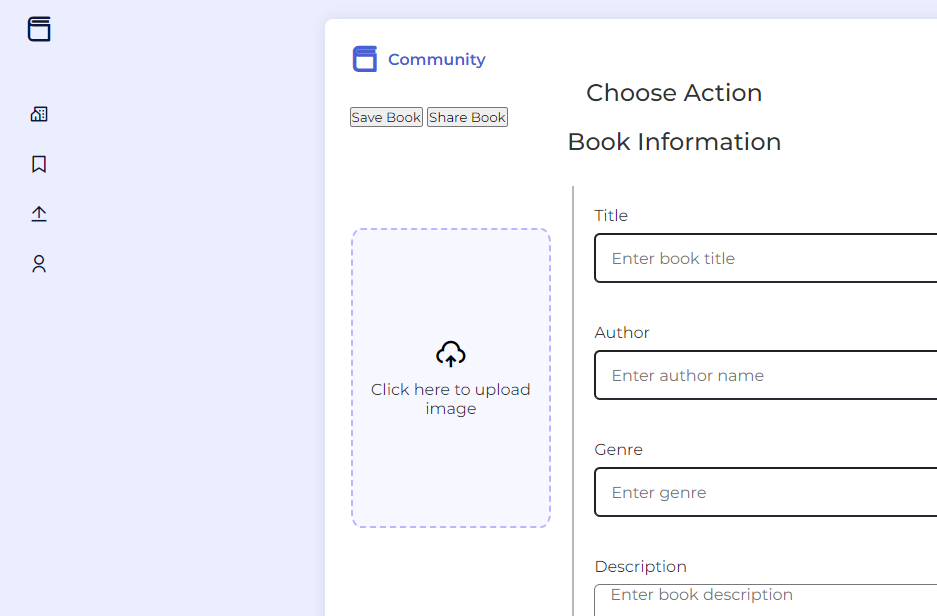 Community
Choose Action
Save Book Share Book
Book Information
Title
Enter book title
Author
Enter author name
Click here to upload
image
Genre
Enter genre
Description
Enter book description